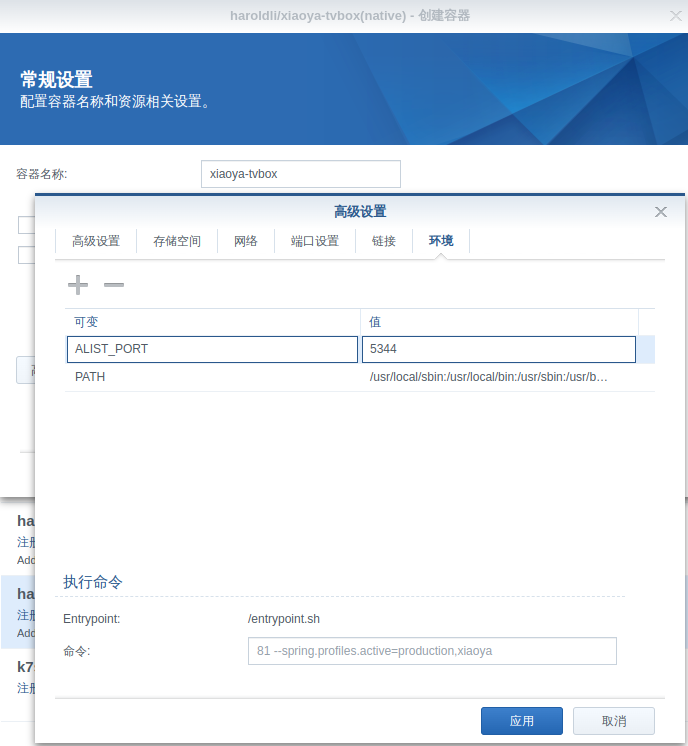 haroldli/xiaoya-tvbox(native) - 创建容器
常规设置
配置容器名称和资源相关设置。
容器名称: xiaoya-tvbox
高级设置
高级设置 存储空间 网络 端口设置 链接 环境
可变 值
ALIST_PORT 5344
PATH /usr/local/sbin:/usr/local/bin:/usr/sbin:/usr/b…
ha
注册
Add
ha
注册
Add
k7
注册
执行命令
Entrypoint: /entrypoint.sh
命令: 81 --spring.profiles.active=production,xiaoya
应用 取消